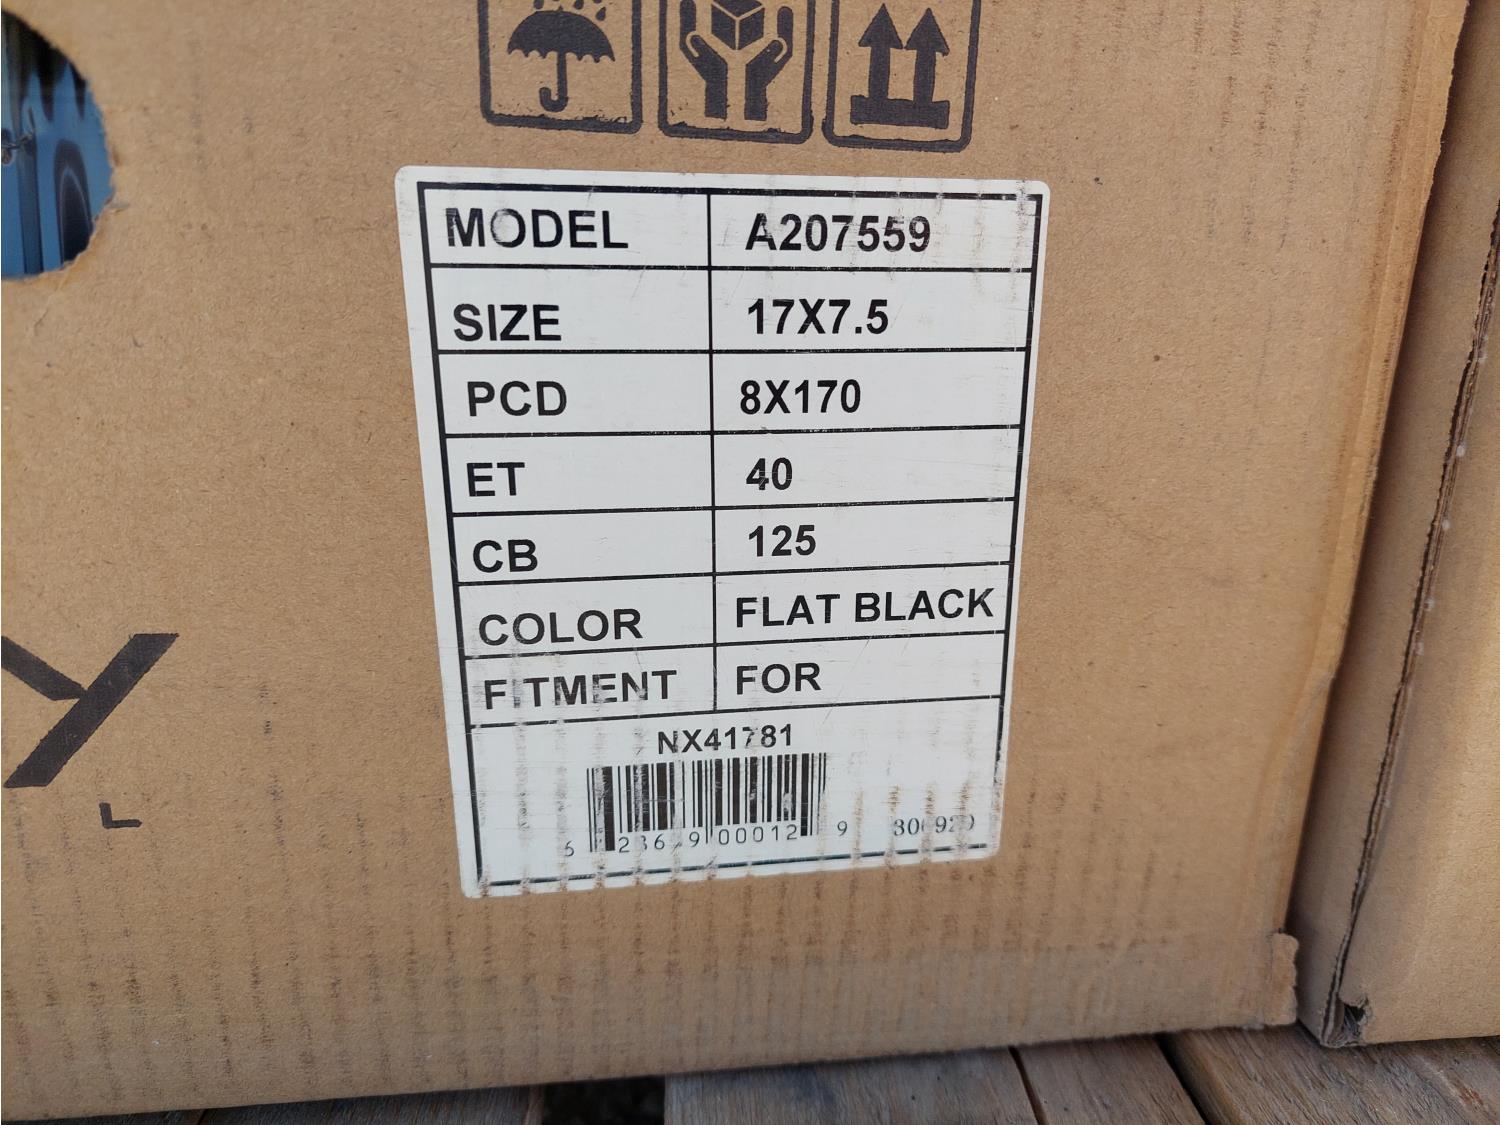 MODEL A207559
SIZE 17X7.5
PCD 8X170
ET 40
CB 125
COLOR FLAT BLACK
FITMENT FOR
NX41781
Y
L